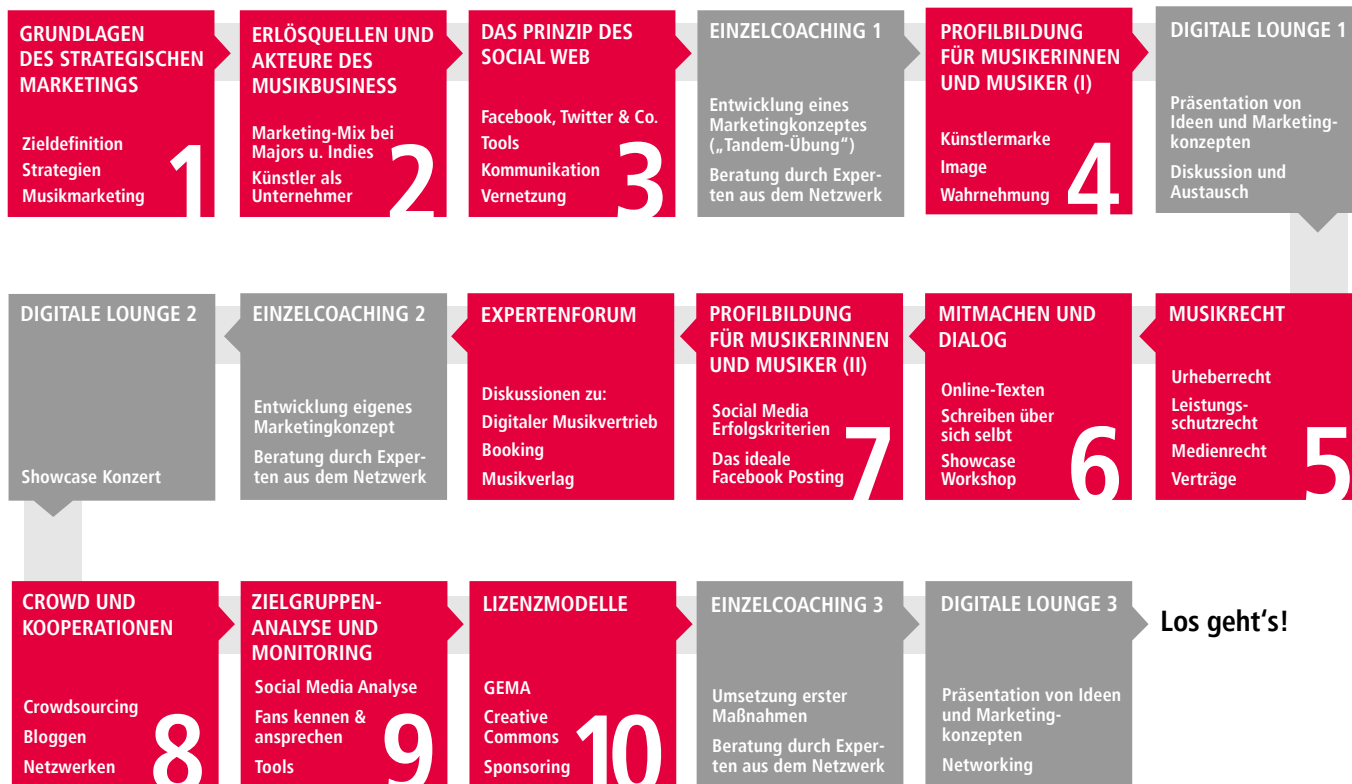 GRUNDLAGEN
DES STRATEGISCHEN
MARKETINGS
Zieldefinition
Strategien
Musikmarketing
1
ERLÖSQUELLEN UND
AKTEURE DES
MUSIKBUSINESS
Marketing-Mix bei
Majors u. Indies
Künstler als
Unternehmer
2
DAS PRINZIP DES
SOCIAL WEB
Facebook, Twitter & Co.
Tools
Kommunikation
Vernetzung
3
EINZELCOACHING 1
Entwicklung eines
Marketingkonzeptes
(„Tandem-Übung“)
Beratung durch Exper-
ten aus dem Netzwerk
PROFILBILDUNG
FÜR MUSIKERINNEN
UND MUSIKER (I)
Künstlermarke
Image
Wahrnehmung
4
DIGITALE LOUNGE 1
Präsentation von
Ideen und Marketing-
konzepten
Diskussion und
Austausch
MUSIKRECHT
Urheberrecht
Leistungs-
schutzrecht
Medienrecht
Verträge
5
MITMACHEN UND
DIALOG
Online-Texten
Schreiben über
sich selbt
Showcase
Workshop
6
PROFILBILDUNG
FÜR MUSIKERINNEN
UND MUSIKER (II)
Social Media
Erfolgskriterien
Das ideale
Facebook Posting
7
EXPERTENFORUM
Diskussionen zu:
Digitaler Musikvertrieb
Booking
Musikverlag
EINZELCOACHING 2
Entwicklung eigenes
Marketingkonzept
Beratung durch Exper-
ten aus dem Netzwerk
DIGITALE LOUNGE 2
Showcase Konzert
CROWD UND
KOOPERATIONEN
Crowdsourcing
Bloggen
Netzwerken
8
ZIELGRUPPEN-
ANALYSE UND
MONITORING
Social Media Analyse
Fans kennen &
ansprechen
Tools
9
LIZENZMODELLE
GEMA
Creative
Commons
Sponsoring
10
EINZELCOACHING 3
Umsetzung erster
Maßnahmen
Beratung durch Exper-
ten aus dem Netzwerk
DIGITALE LOUNGE 3
Präsentation von Ideen
und Marketing-
konzepten
Networking
Los geht‘s!